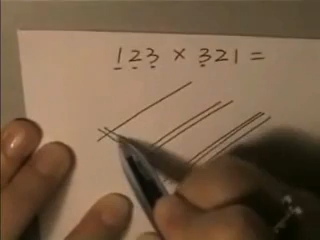 123 × 321 =